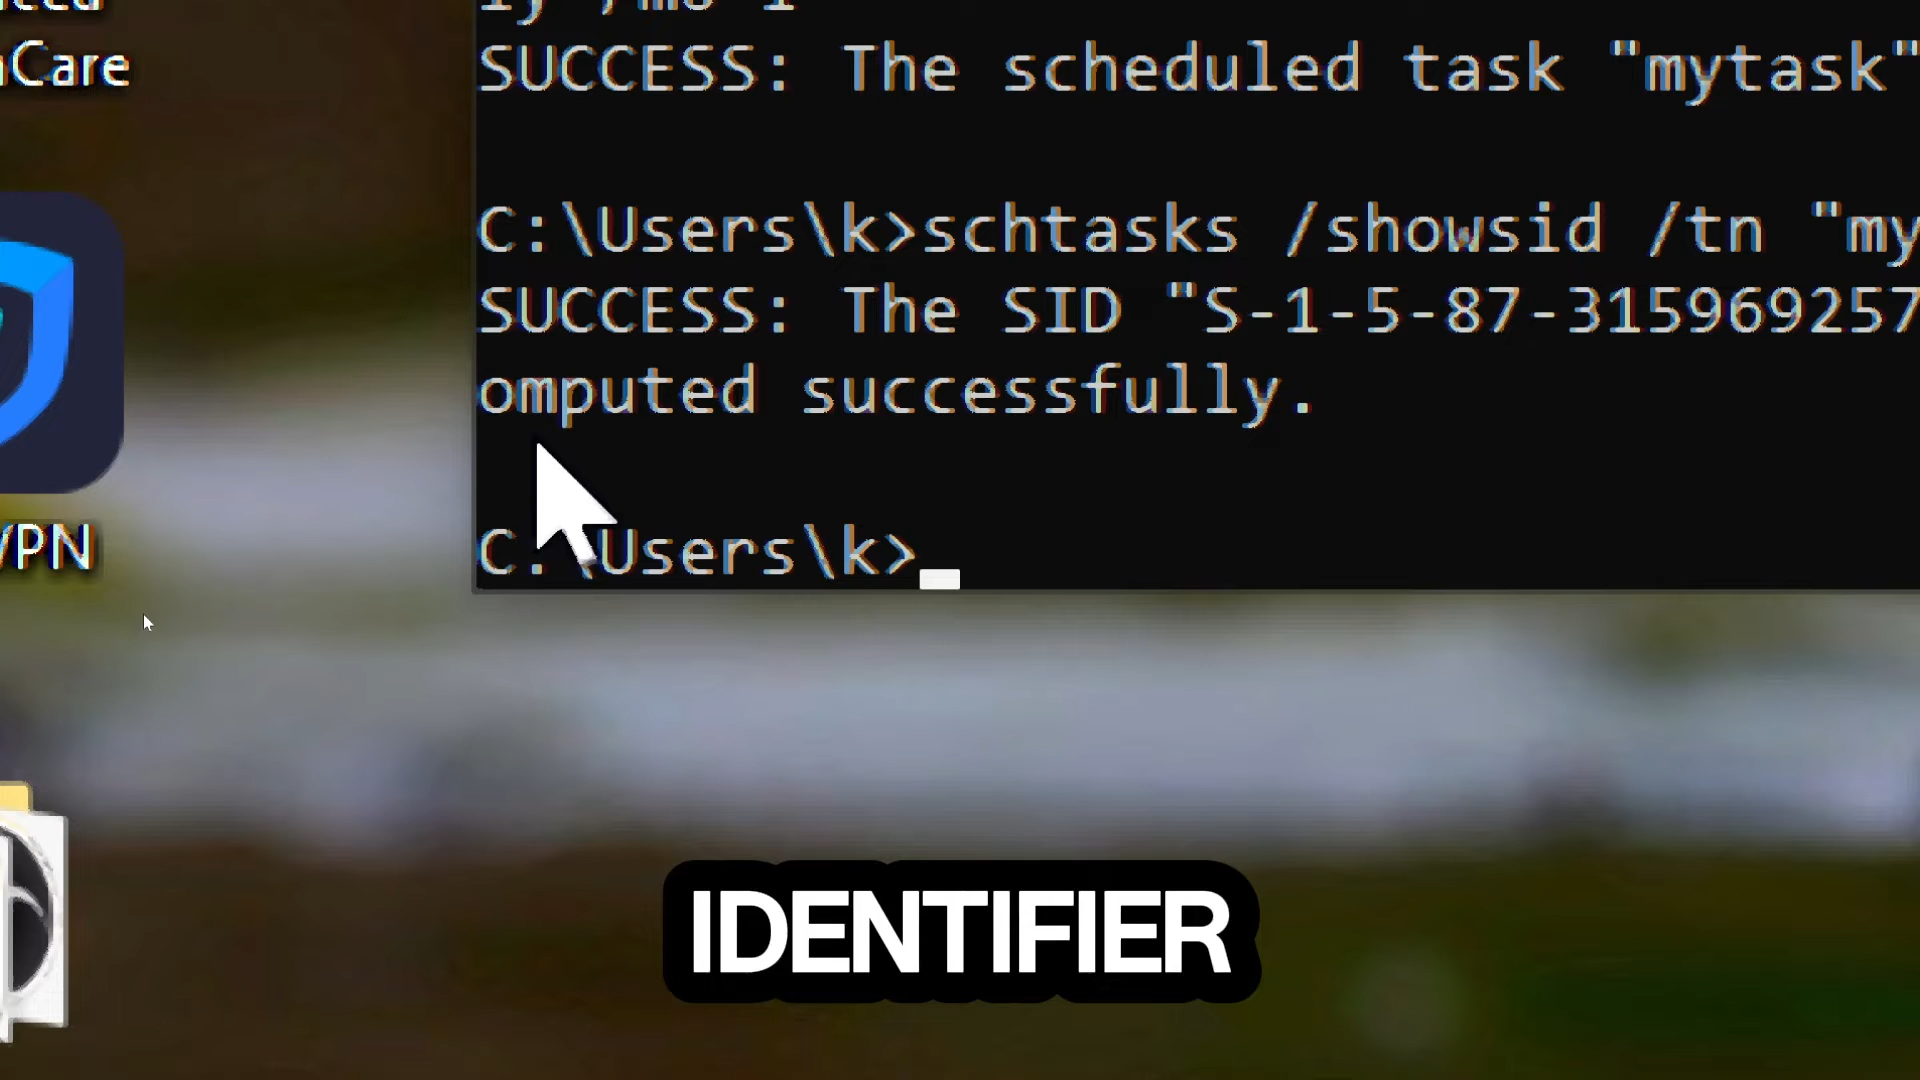 Care
SUCCESS: The scheduled task "mytask"
C:\Users\k>schtasks /showsid /tn "my
SUCCESS: The SID "S-1-5-87-315969257
omputed successfully.
VPN
C:\Users\k>
IDENTIFIER